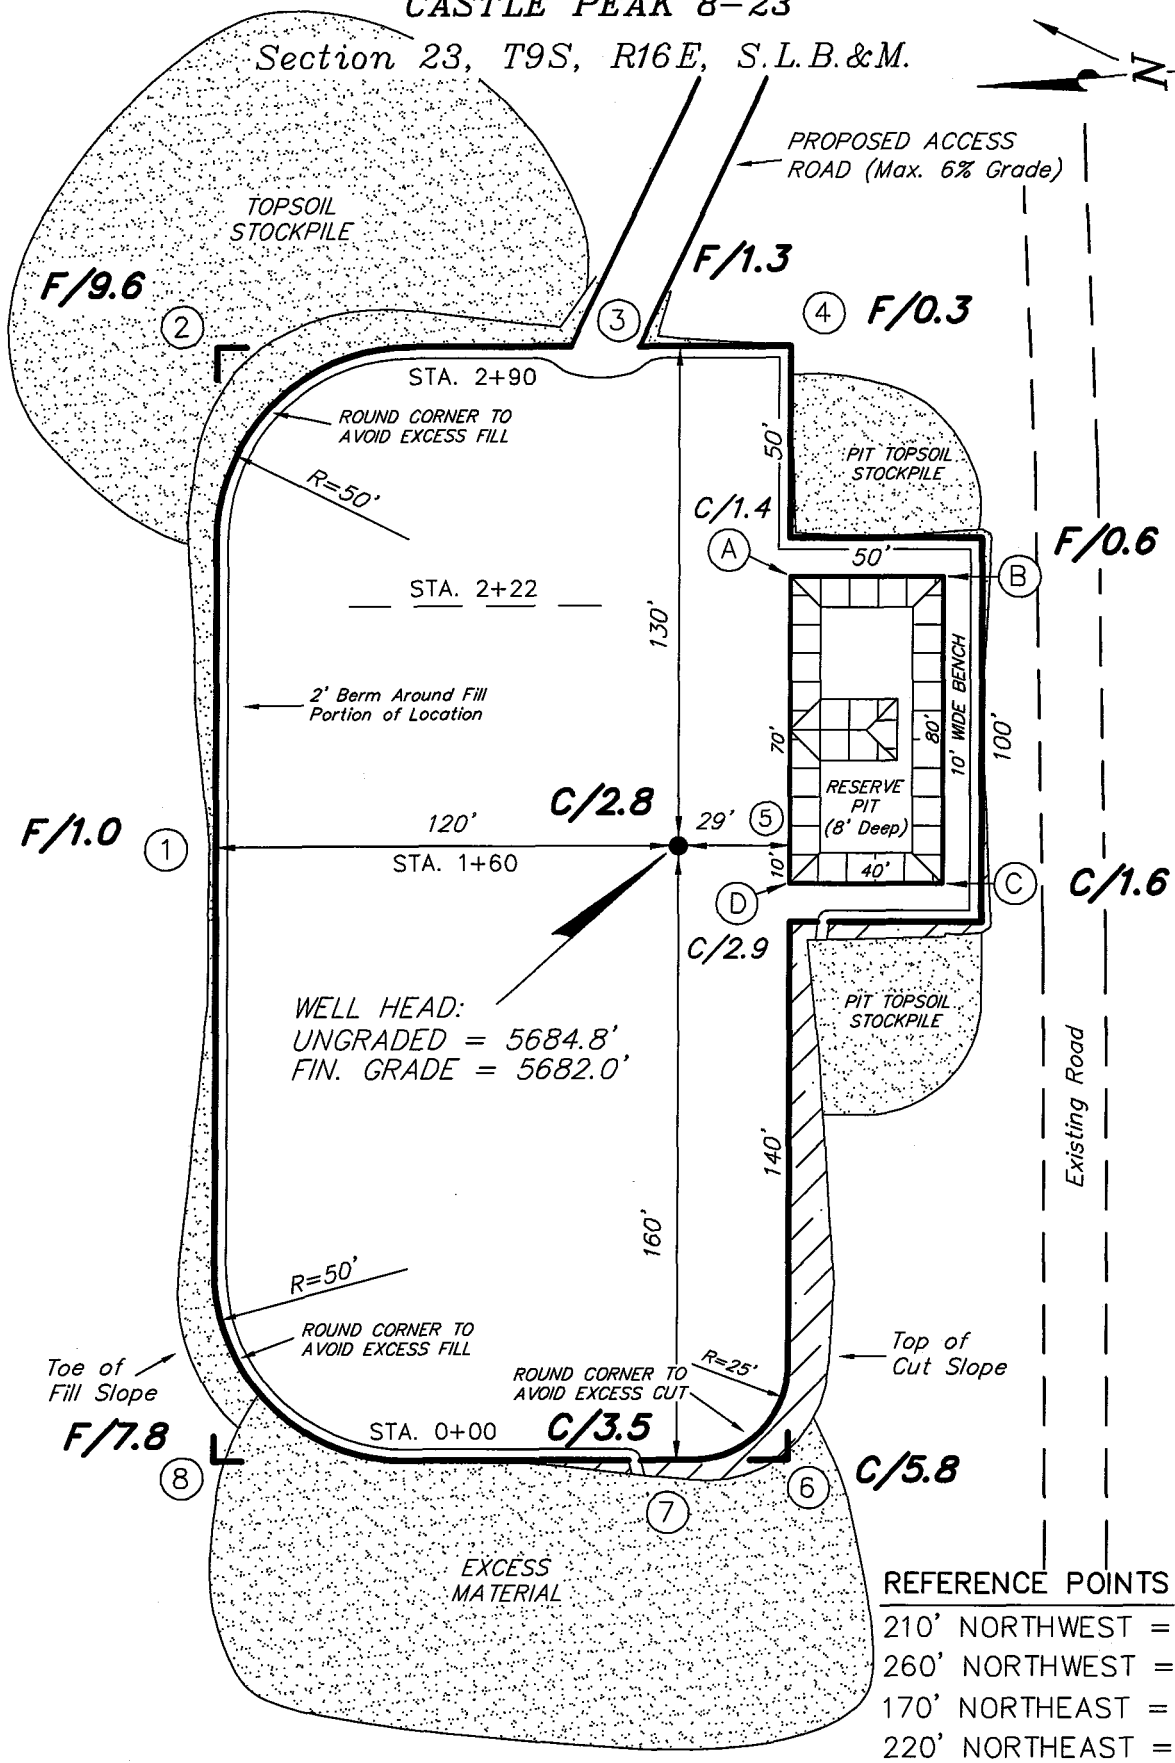 CASTLE PEAK 8-23
Section 23, T9S, R16E, S.L.B.&M.
N
PROPOSED ACCESS
ROAD (Max. 6% Grade)
TOPSOIL
STOCKPILE
F/9.6
2
3
F/1.3
4
F/0.3
STA. 2+90
ROUND CORNER TO
AVOID EXCESS FILL
R=50'
50'
PIT TOPSOIL
STOCKPILE
C/1.4
A
50'
F/0.6
B
STA. 2+22
130'
2' Berm Around Fill
Portion of Location
70'
80'
10' WIDE BENCH
100'
RESERVE
PIT
(8' Deep)
F/1.0
1
120'
STA. 1+60
C/2.8
29'
5
10'
40'
D
C
C/1.6
C/2.9
WELL HEAD:
UNGRADED = 5684.8'
FIN. GRADE = 5682.0'
PIT TOPSOIL
STOCKPILE
Existing Road
140'
160'
R=50'
ROUND CORNER TO
AVOID EXCESS FILL
Toe of
Fill Slope
R=25'
ROUND CORNER TO
AVOID EXCESS CUT
Top of
Cut Slope
F/7.8
8
STA. 0+00
C/3.5
7
6
C/5.8
EXCESS
MATERIAL
REFERENCE POINTS
210' NORTHWEST =
260' NORTHWEST =
170' NORTHEAST =
220' NORTHEAST =